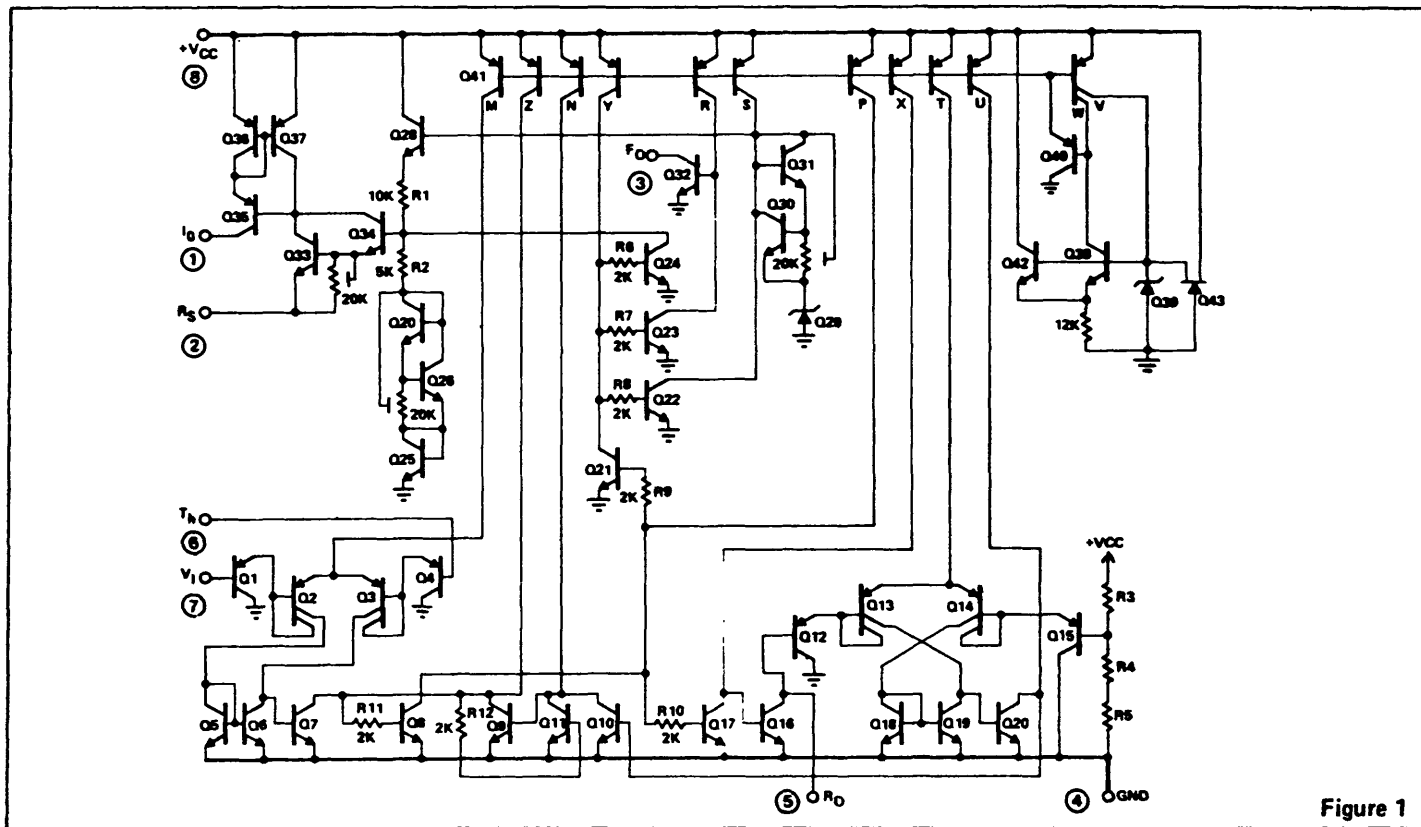 +VCC
⑧
Q41
M
Z
N
Y
R
S
P
X
T
U
W
V
Q36
Q37
Q28
FO
③
Q32
Q31
Q40
10K
R1
Q35
Q34
Q30
IO
①
Q33
5K
R2
R6
2K
Q24
20K
Q42
Q38
20K
RS
②
Q20
R7
2K
Q23
Q29
12K
Q39
Q43
Q26
20K
R8
2K
Q22
Q25
Q21
2K
R9
Th
⑥
+VCC
VI
⑦
Q1
Q2
Q3
Q4
Q13
Q14
R3
Q12
Q15
R4
Q5
Q6
Q7
R11
2K
Q8
R12
2K
Q9
Q11
Q10
R10
2K
Q17
Q16
Q18
Q19
Q20
R5
⑤
RD
④
GND
Figure 1